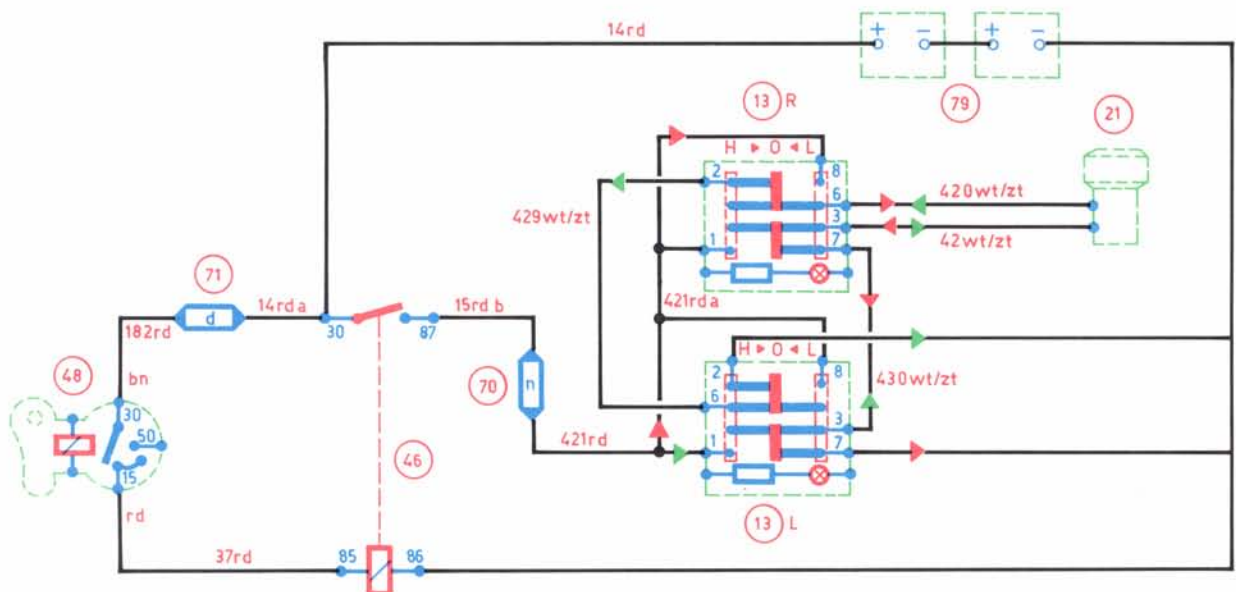 14rd
+ - + -
79
13 R
21
H ▸ O ◂ L
2
8
6
3
1
7
420wt/zt
42wt/zt
429wt/zt
421rd a
71
14rd a
182rd
d
30
87
15rd b
70
n
421rd
H ▸ O ◂ L
2
8
6
3
1
7
430wt/zt
13 L
48
bn
30
50
15
rd
46
37rd
85
86